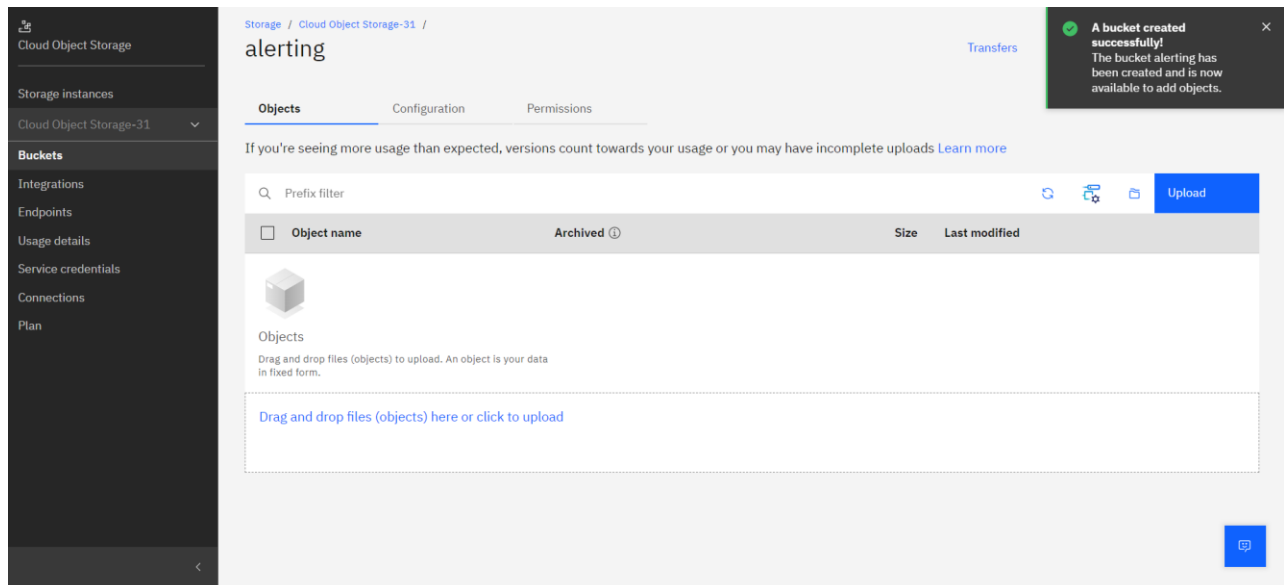 Cloud Object Storage
Storage instances
Cloud Object Storage-31
Buckets
Integrations
Endpoints
Usage details
Service credentials
Connections
Plan
Storage / Cloud Object Storage-31 /
alerting
Transfers
A bucket created
successfully!
The bucket alerting has
been created and is now
available to add objects.
Objects Configuration Permissions
If you're seeing more usage than expected, versions count towards your usage or you may have incomplete uploads Learn more
Prefix filter
Upload
Object name Archived Size Last modified
Objects
Drag and drop files (objects) to upload. An object is your data
in fixed form.
Drag and drop files (objects) here or click to upload